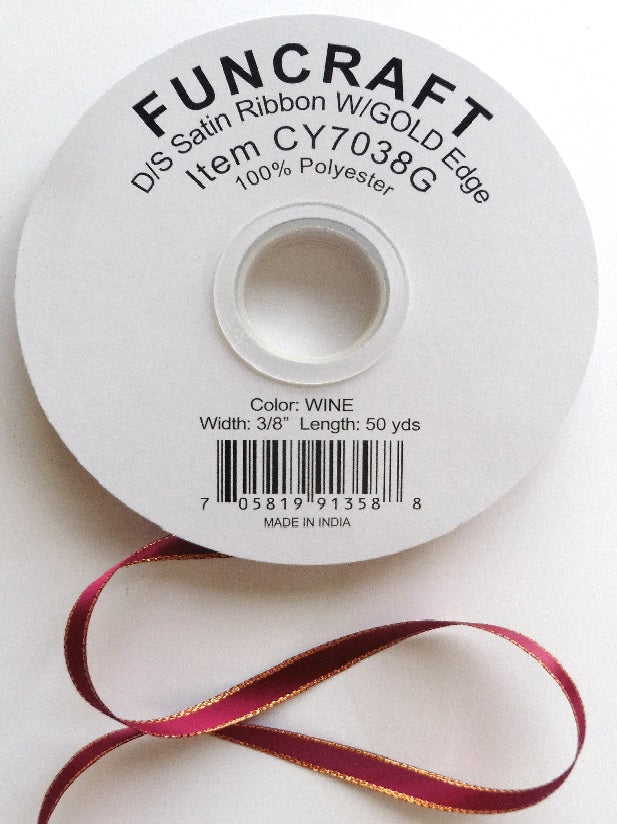 FUNCRAFT
D/S Satin Ribbon W/GOLD Edge
Item CY7038G
100% Polyester
Color: WINE
Width: 3/8” Length: 50 yds
7 05819 91358 8
MADE IN INDIA